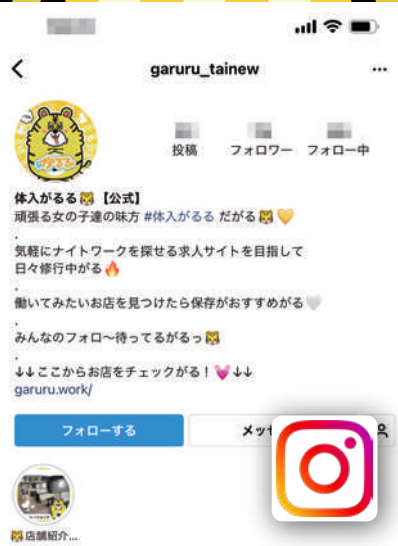 garuru_tainew
がるる
投稿 フォロワー フォロー中
体入がるる🐯【公式】
頑張る女の子達の味方 #体入がるる だがる🐯🧡
.
気軽にナイトワークを探せる求人サイトを目指して
日々修行中がる🔥
.
働いてみたいお店を見つけたら保存がおすすめがる🤍
.
みんなのフォロ〜待ってるがるっ🐯
.
↓↓ここからお店をチェックがる！💓↓↓
garuru.work/
フォローする メッセ
🐯店舗紹介...